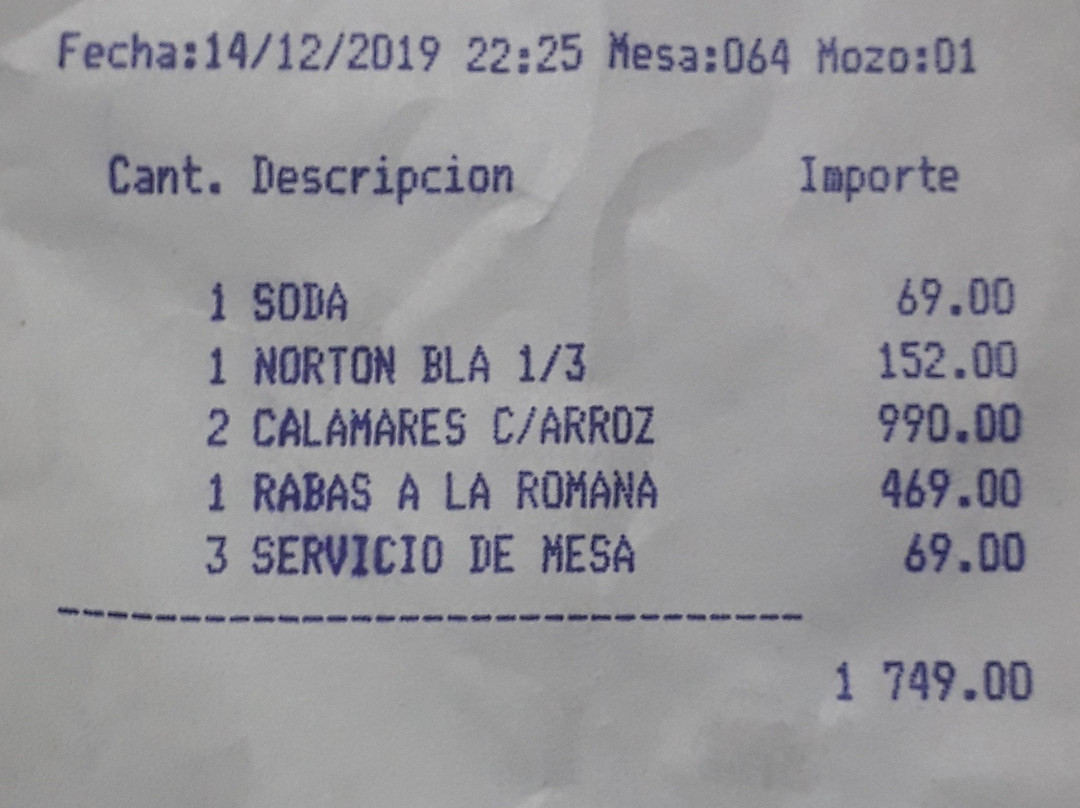 Fecha:14/12/2019 22:25 Mesa:064 Mozo:01
Cant. Descripcion Importe
1 SODA 69.00
1 NORTON BLA 1/3 152.00
2 CALAMARES C/ARROZ 990.00
1 RABAS A LA ROMANA 469.00
3 SERVICIO DE MESA 69.00
-------------------------------
1 749.00